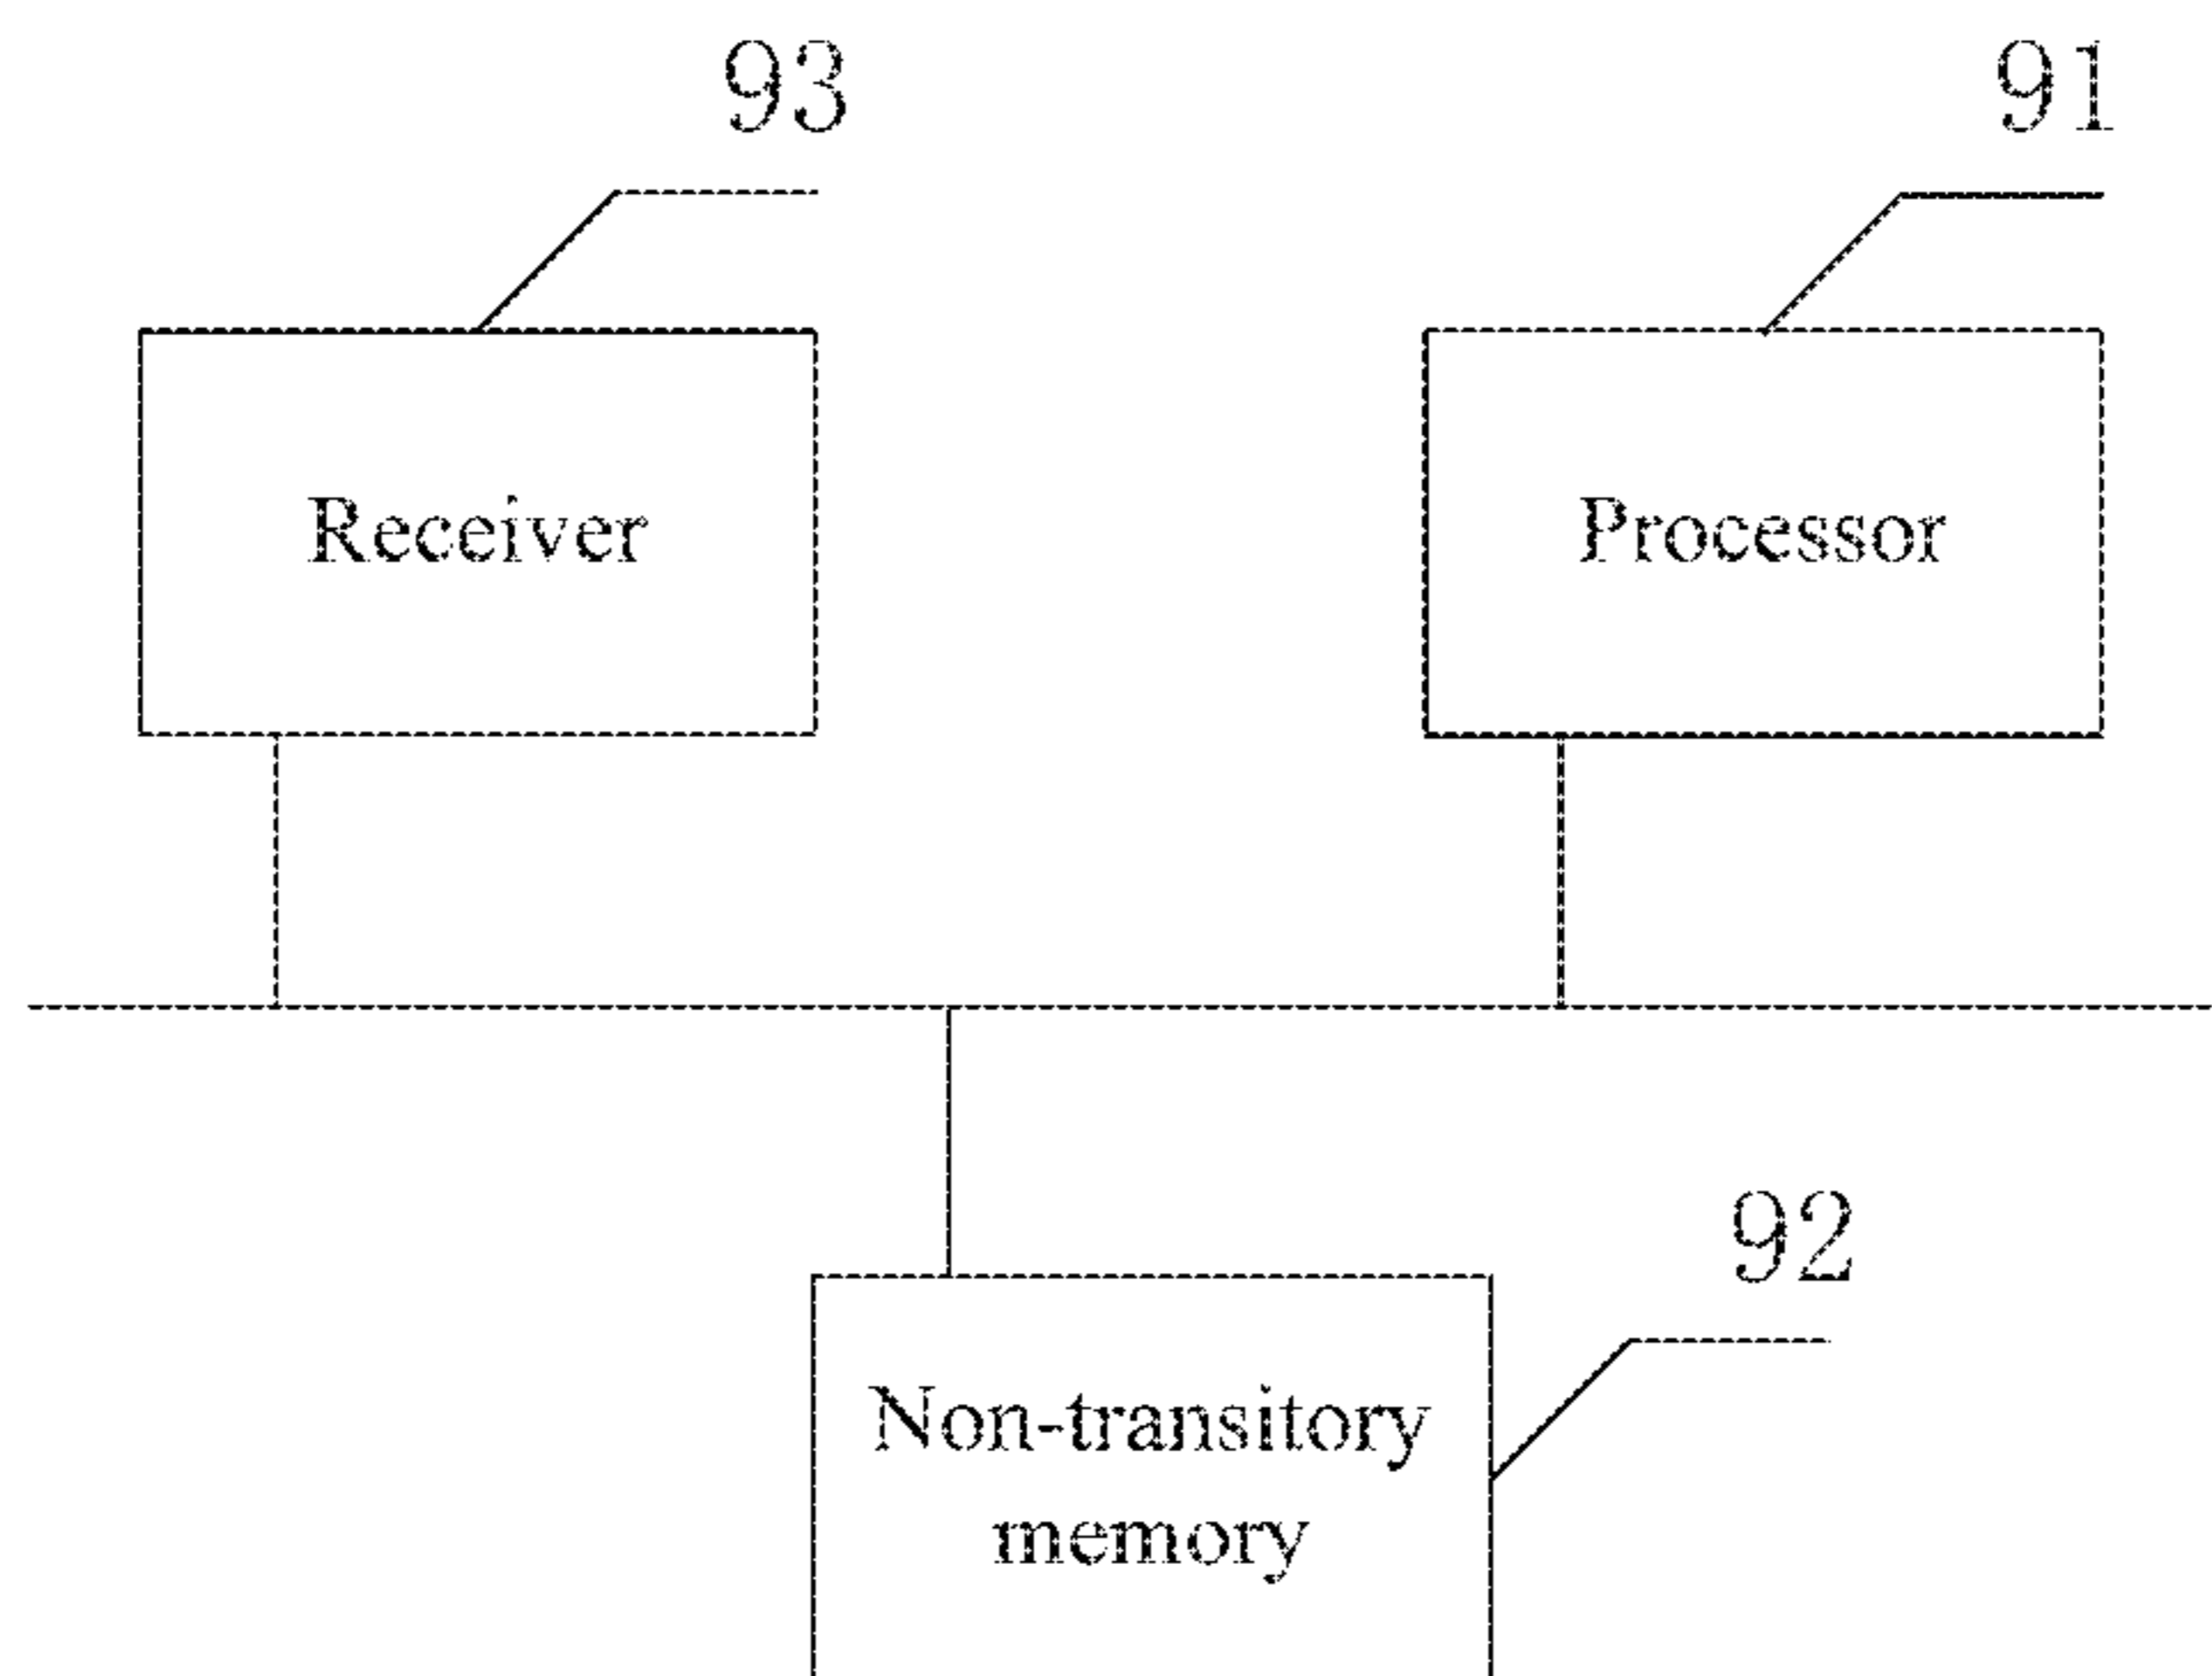 93
91
Receiver
Processor
92
Non-transitory
memory